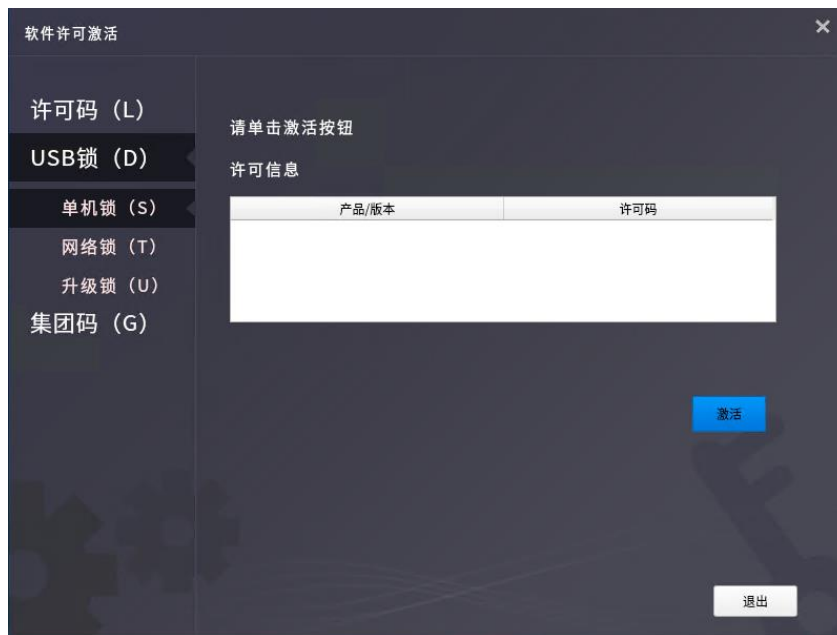 软件许可激活
许可码（L）
USB锁（D）
单机锁（S）
网络锁（T）
升级锁（U）
集团码（G）
请单击激活按钮
许可信息
产品/版本 许可码
激活
退出